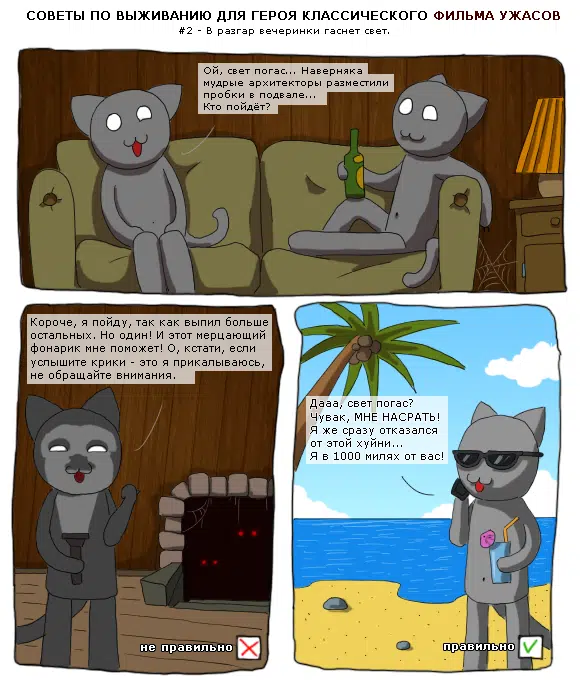 СОВЕТЫ ПО ВЫЖИВАНИЮ ДЛЯ ГЕРОЯ КЛАССИЧЕСКОГО ФИЛЬМА УЖАСОВ
#2 - В разгар вечеринки гаснет свет.
Ой, свет погас... Наверняка
мудрые архитекторы разместили
пробки в подвале...
Кто пойдёт?
Короче, я пойду, так как выпил больше
остальных. Но один! И этот мерцающий
фонарик мне поможет! О, кстати, если
услышите крики - это я прикалываюсь,
не обращайте внимания.
не правильно
Дааа, свет погас?
Чувак, МНЕ НАСРАТЬ!
Я же сразу отказался
от этой хуйни...
Я в 1000 милях от вас!
правильно